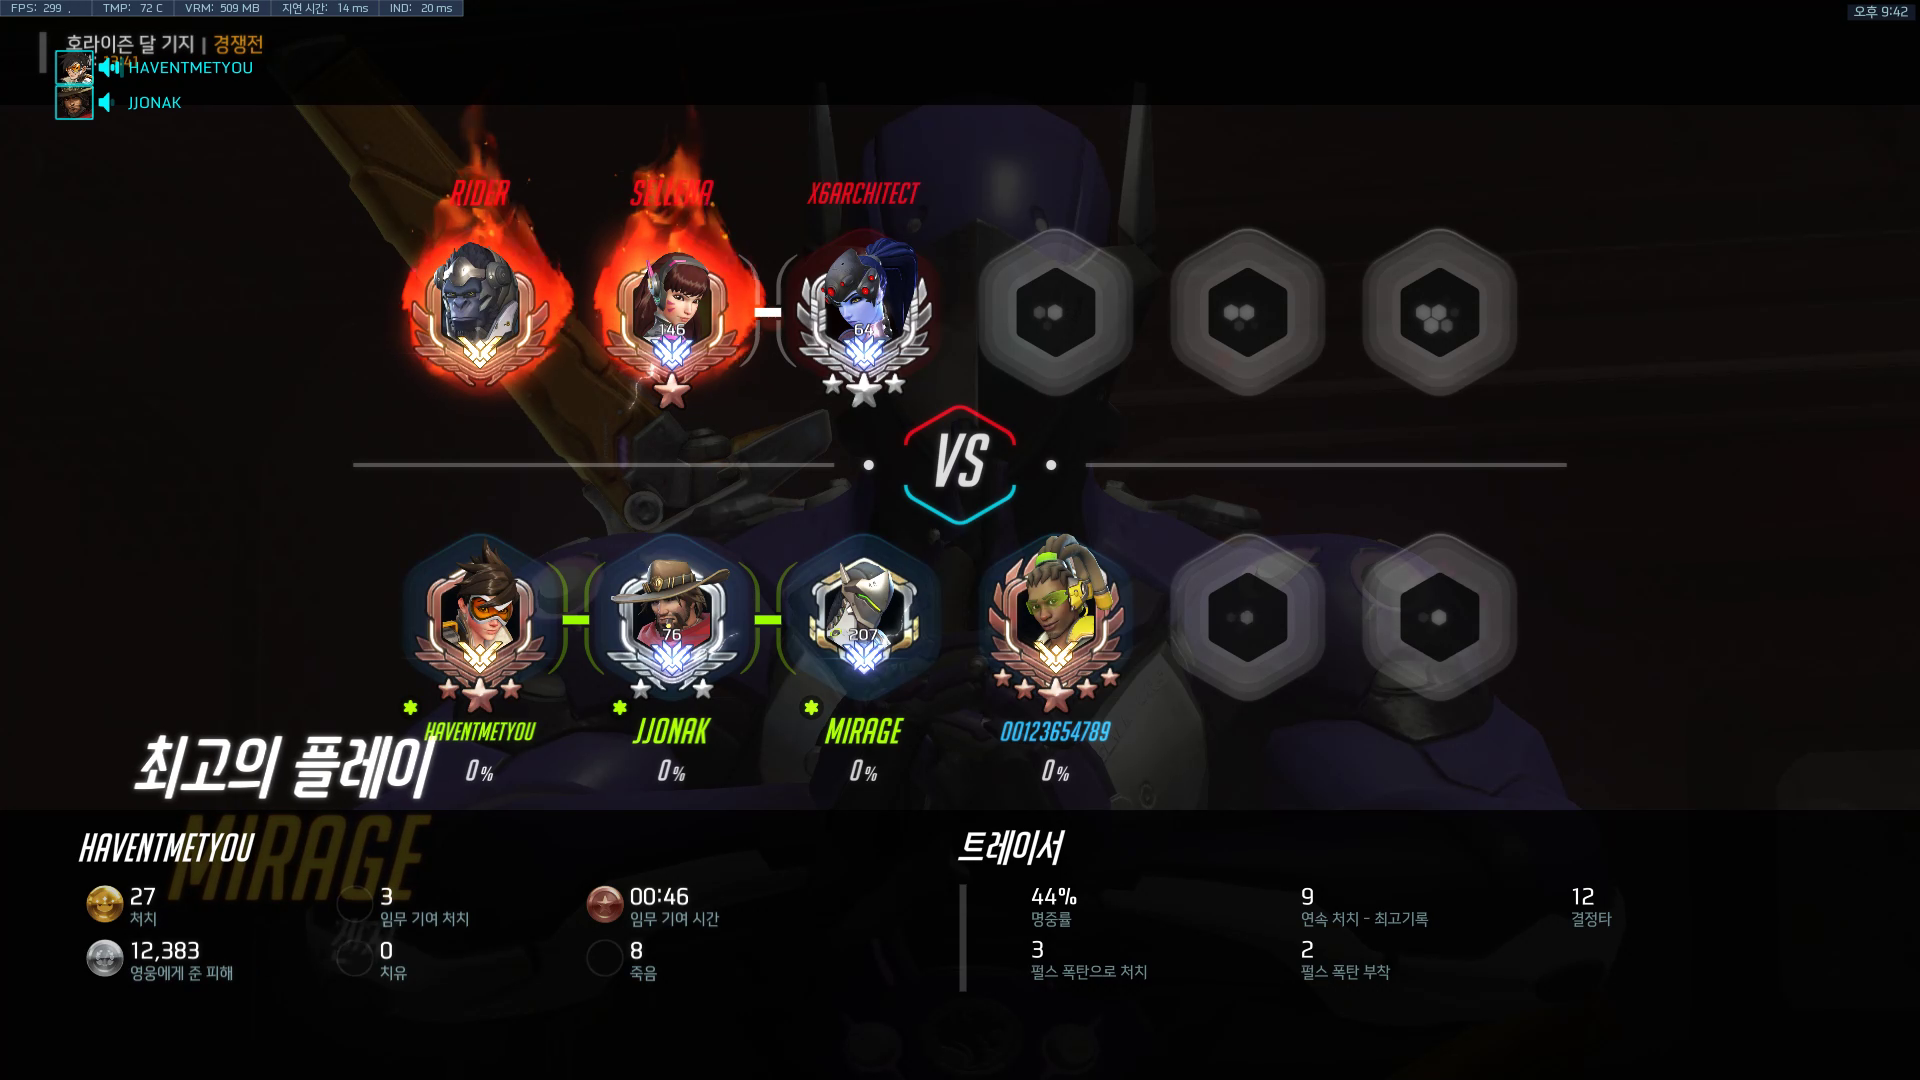 FPS: 299 . TMP: 72 C VRM: 509 MB 지연 시간: 14 ms IND: 20 ms
오후 9:42
호라이즌 달 기지 | 경쟁전
HAVENTMETYOU
JJONAK
RIDER X6ARCHITECT
146 64
VS
76 207
HAVENTMETYOU JJONAK MIRAGE 00123654789
0% 0% 0% 0%
최고의 플레이
MIRAGE
HAVENTMETYOU
27 3 00:46
처치 임무 기여 처치 임무 기여 시간
12,383 0 8
영웅에게 준 피해 치유 죽음
트레이서
44% 9 12
명중률 연속 처치 - 최고기록 결정타
3 2
펄스 폭탄으로 처치 펄스 폭탄 부착